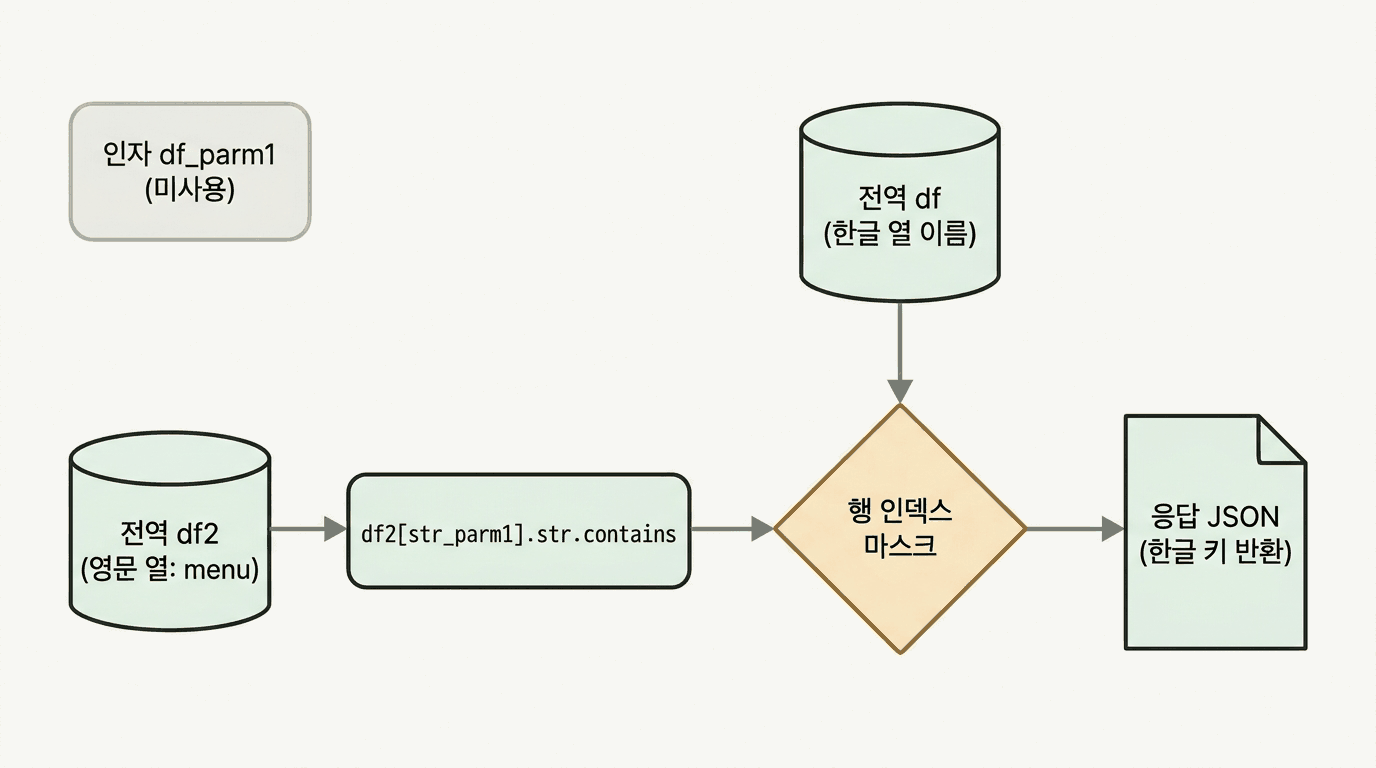 인자 df_parm1
(미사용)
전역 df
(한글 열 이름)
전역 df2
(영문 열: menu)
df2[str_parm1].str.contains
행 인덱스
마스크
응답 JSON
(한글 키 반환)